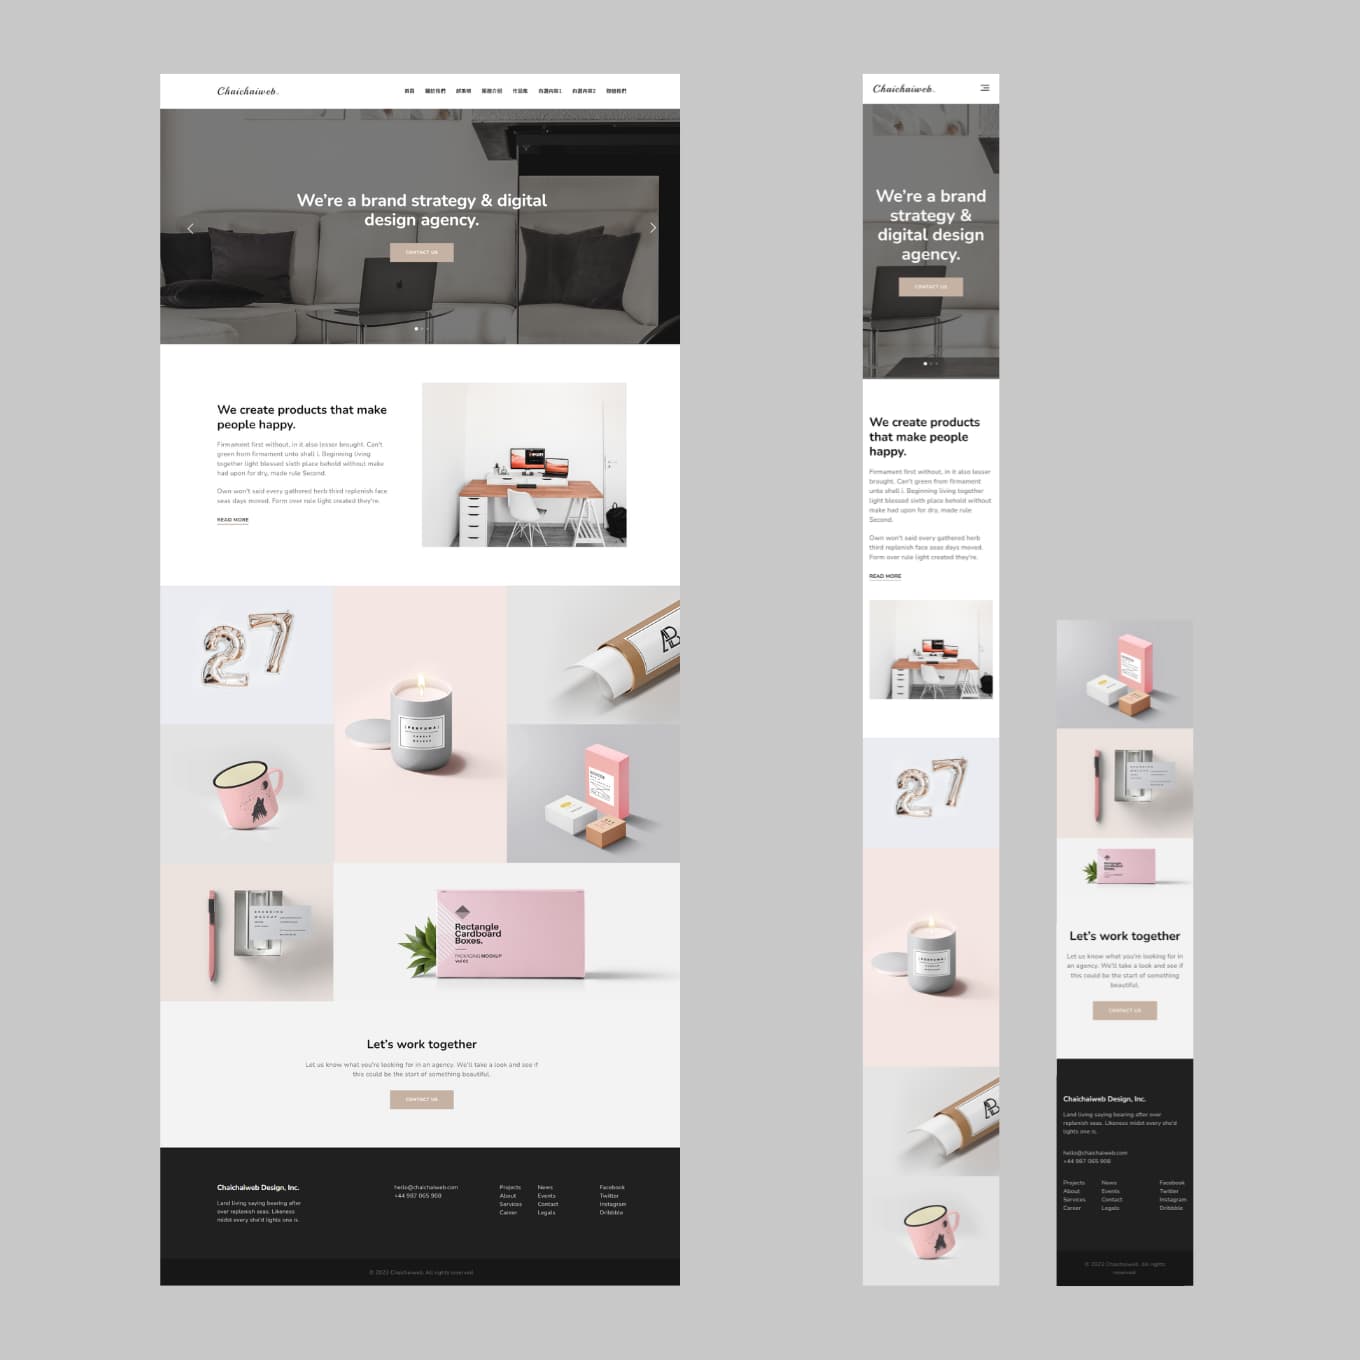 Chaichaiweb.
首頁 關於我們 部落格 服務介紹 作品集 自選內容1 自選內容2 聯絡我們
We're a brand strategy & digital
design agency.
CONTACT US
We create products that make
people happy.
Firmament first without, in it also lesser brought. Can't
green from firmament unto shall i. Beginning living
together light blessed sixth place behold without make
had upon for dry, made rule Second.
Own won't said every gathered herb third replenish face
seas days moved. Form over rule light created they're.
READ MORE
27
PERFUMA
CANDLE
MOCKUP
Rectangle
Cardboard
Boxes.
PACKAGING MOCKUP
Let's work together
Let us know what you're looking for in an agency. We'll take a look and see if
this could be the start of something beautiful.
CONTACT US
Chaichaiweb Design, Inc.
Land living saying bearing after
over replenish seas. Likeness
midst every she'd lights one is.
hello@chaichaiweb.com
+44 987 065 908
Projects
About
Services
Career
News
Events
Contact
Legals
Facebook
Twitter
Instagram
Dribbble
© 2022 Chaichaiweb. All rights reserved.
Chaichaiweb.
We're a brand
strategy &
digital design
agency.
CONTACT US
We create products
that make people
happy.
Firmament first without, in it also lesser
brought. Can't green from firmament
unto shall i. Beginning living together
light blessed sixth place behold without
make had upon for dry, made rule
Second.
Own won't said every gathered herb
third replenish face seas days moved.
Form over rule light created they're.
READ MORE
27
PERFUMA
Rectangle
Cardboard
Boxes.
Let's work together
Let us know what you're looking for in
an agency. We'll take a look and see if
this could be the start of something
beautiful.
CONTACT US
Chaichaiweb Design, Inc.
Land living saying bearing after over
replenish seas. Likeness midst every she'd
lights one is.
hello@chaichaiweb.com
+44 987 065 908
Projects
About
Services
Career
News
Events
Contact
Legals
Facebook
Twitter
Instagram
Dribbble
© 2022 Chaichaiweb. All rights
reserved.